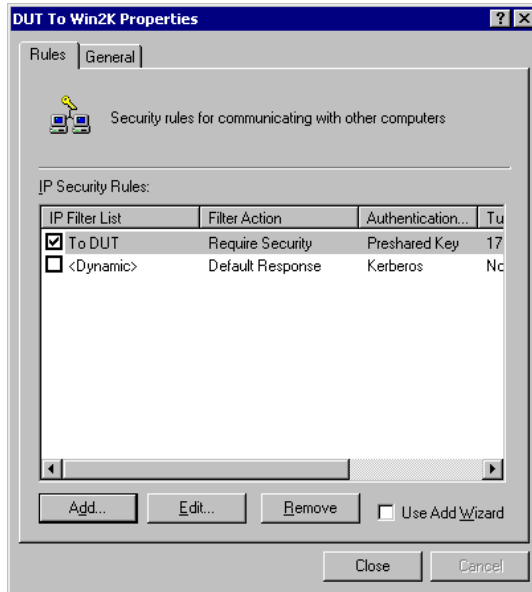 DUT To Win2K Properties
Rules General
Security rules for communicating with other computers
IP Security Rules:
IP Filter List Filter Action Authentication... Tu
To DUT Require Security Preshared Key 17
<Dynamic> Default Response Kerberos No
Add... Edit... Remove Use Add Wizard
Close Cancel